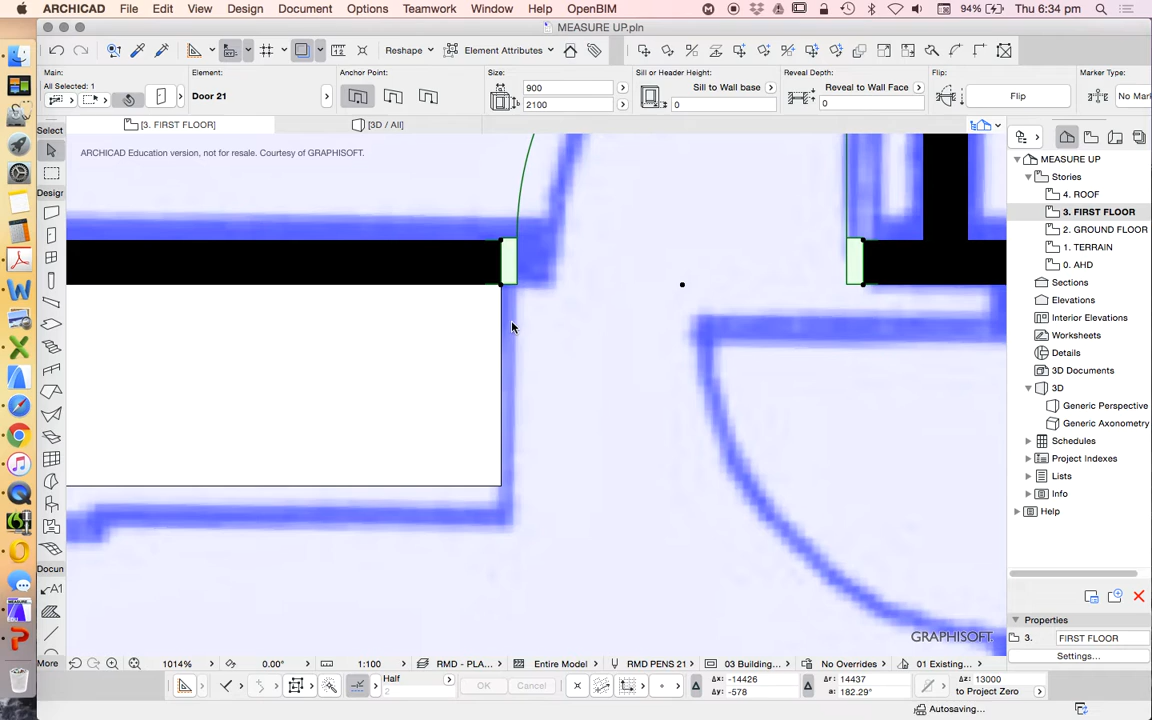 ARCHICAD File Edit View Design Document Options Teamwork Window Help OpenBIM
94% Thu 6:34 pm
MEASURE UP.pln
Reshape Element Attributes
Main: Element: Anchor Point: Size: Sill or Header Height: Reveal Depth: Flip: Marker Type:
All Selected: 1
Door 21
900
2100
Sill to Wall base
0
Reveal to Wall Face
0
Flip
No Mar
Select
[3. FIRST FLOOR]
[3D / All]
ARCHICAD Education version, not for resale. Courtesy of GRAPHISOFT.
Design
Docun
A1
More
MEASURE UP
Stories
4. ROOF
3. FIRST FLOOR
2. GROUND FLOOR
1. TERRAIN
0. AHD
Sections
Elevations
Interior Elevations
Worksheets
Details
3D Documents
3D
Generic Perspective
Generic Axonometry
Schedules
Project Indexes
Lists
Info
Help
Properties
3. FIRST FLOOR
Settings...
GRAPHISOFT.
1014% 0.00° 1:100 RMD - PLA... Entire Model RMD PENS 21 03 Building... No Overrides 01 Existing...
Half
2
OK
Cancel
Δx: -14426
Δy: -578
Δr: 14437
a: 182.29°
Δz: 13000
to Project Zero
Autosaving...